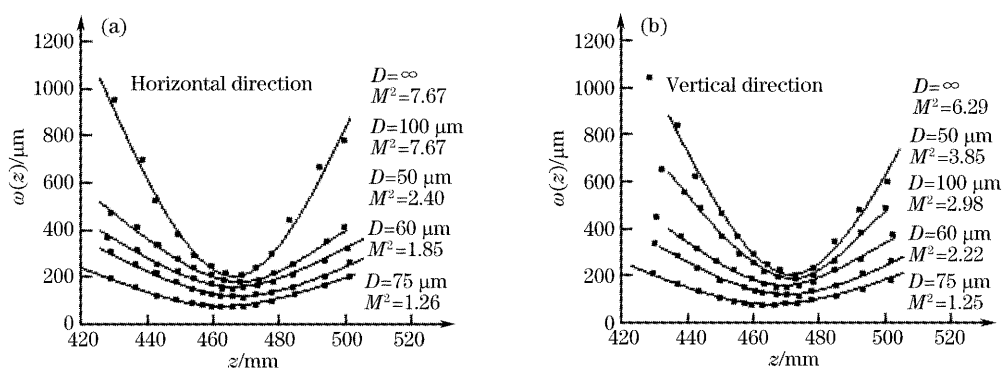 (a)
1200
1000
800
600
400
200
0
ω(z)/μm
Horizontal direction
D=∞
M²=7.67
D=100 μm
M²=7.67
D=50 μm
M²=2.40
D=60 μm
M²=1.85
D=75 μm
M²=1.26
420 440 460 480 500 520
z/mm
(b)
1200
1000
800
600
400
200
0
ω(z)/μm
Vertical direction
D=∞
M²=6.29
D=50 μm
M²=3.85
D=100 μm
M²=2.98
D=60 μm
M²=2.22
D=75 μm
M²=1.25
420 440 460 480 500 520
z/mm